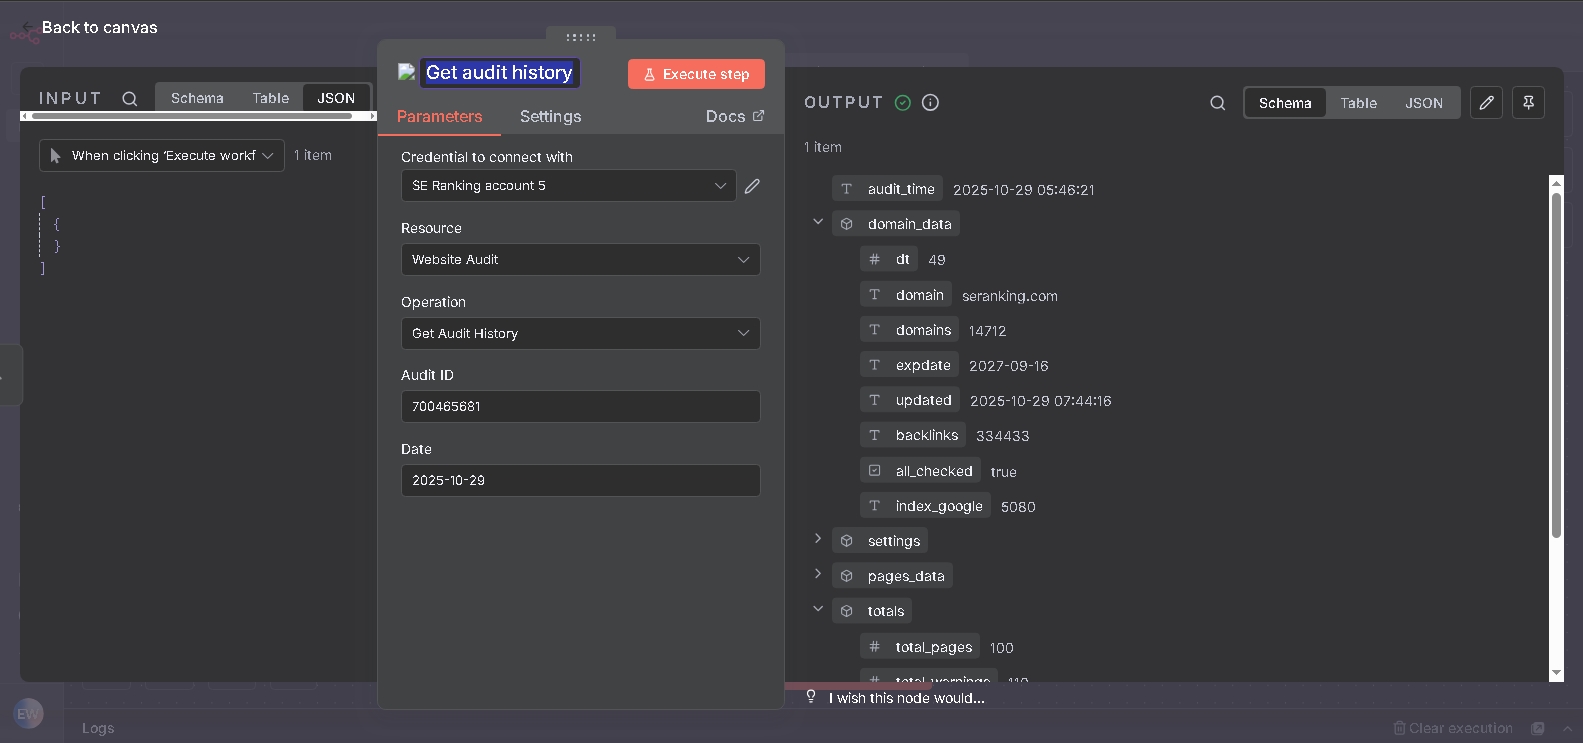 Back to canvas
INPUT
Schema
Table
JSON
When clicking ‘Execute workf
1 item
[
{
}
]
Get audit history
Execute step
Parameters
Settings
Docs
Credential to connect with
SE Ranking account 5
Resource
Website Audit
Operation
Get Audit History
Audit ID
700465681
Date
2025-10-29
OUTPUT
Schema
Table
JSON
1 item
T audit_time 2025-10-29 05:46:21
domain_data
# dt 49
T domain seranking.com
T domains 14712
T expdate 2027-09-16
T updated 2025-10-29 07:44:16
T backlinks 334433
all_checked true
T index_google 5080
settings
pages_data
totals
# total_pages 100
# total_warnings 110
I wish this node would...
EW
Logs
Clear execution